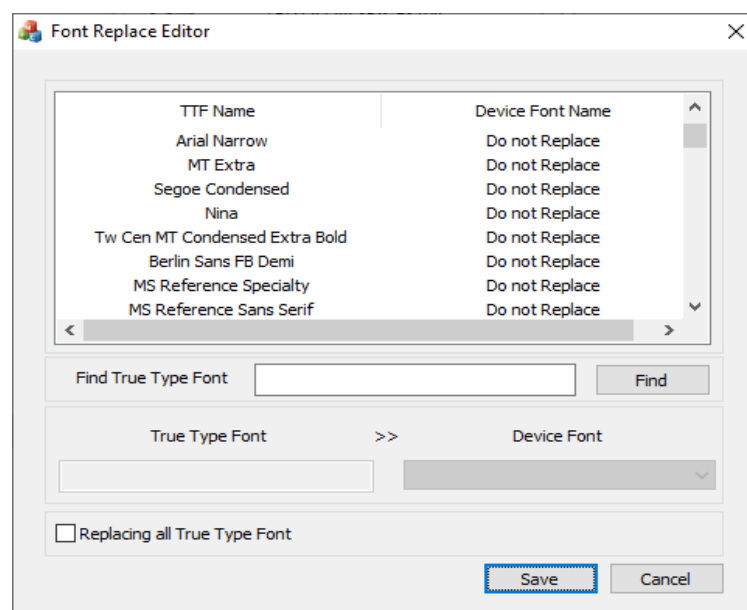 Font Replace Editor
TTF Name Device Font Name
Arial Narrow Do not Replace
MT Extra Do not Replace
Segoe Condensed Do not Replace
Nina Do not Replace
Tw Cen MT Condensed Extra Bold Do not Replace
Berlin Sans FB Demi Do not Replace
MS Reference Specialty Do not Replace
MS Reference Sans Serif Do not Replace
Find True Type Font Find
True Type Font >> Device Font
Replacing all True Type Font
Save Cancel